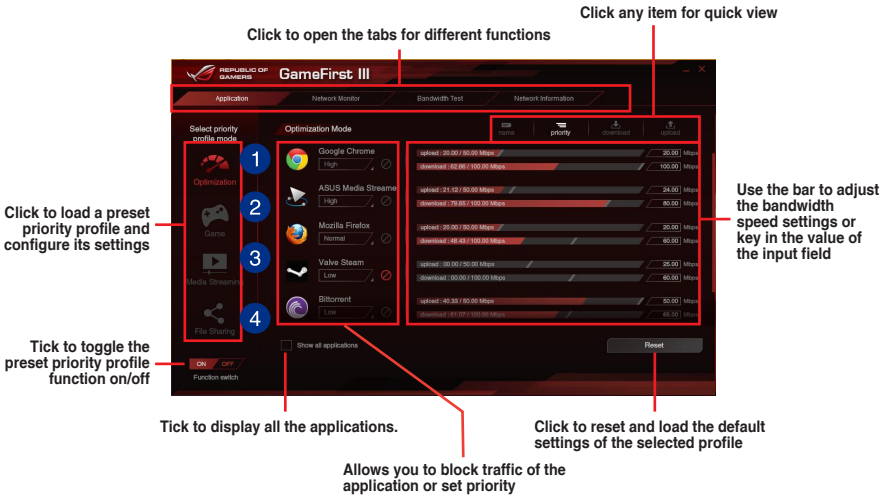 Click any item for quick view
Click to open the tabs for different functions
REPUBLIC OF
GAMERS
GameFirst III
Application
Network Monitor
Bandwidth Test
Network Information
Select priority
profile mode
Optimization Mode
name
priority
download
upload
1
Optimization
2
Game
3
Media Streamin
4
File Sharing
Google Chrome
High
upload : 20.00 / 50.00 Mbps
20.00 Mbps
download : 62.86 / 100.00 Mbps
100.00 Mbps
ASUS Media Streame
High
upload : 21.12 / 50.00 Mbps
24.00 Mbps
download : 79.65 / 100.00 Mbps
80.00 Mbps
Mozilla Firefox
Normal
upload : 20.00 / 50.00 Mbps
20.00 Mbps
download : 48.43 / 100.00 Mbps
60.00 Mbps
Valve Steam
Low
upload : 00.00 / 50.00 Mbps
25.00 Mbps
download : 00.00 / 100.00 Mbps
60.00 Mbps
Bittorrent
Low
upload : 40.33 / 50.00 Mbps
50.00 Mbps
download : 61.07 / 100.00 Mbps
65.00 Mbps
Show all applications
Reset
ON OFF
Function switch
Click to load a preset
priority profile and
configure its settings
Tick to toggle the
preset priority profile
function on/off
Use the bar to adjust
the bandwidth
speed settings or
key in the value of
the input field
Tick to display all the applications.
Click to reset and load the default
settings of the selected profile
Allows you to block traffic of the
application or set priority